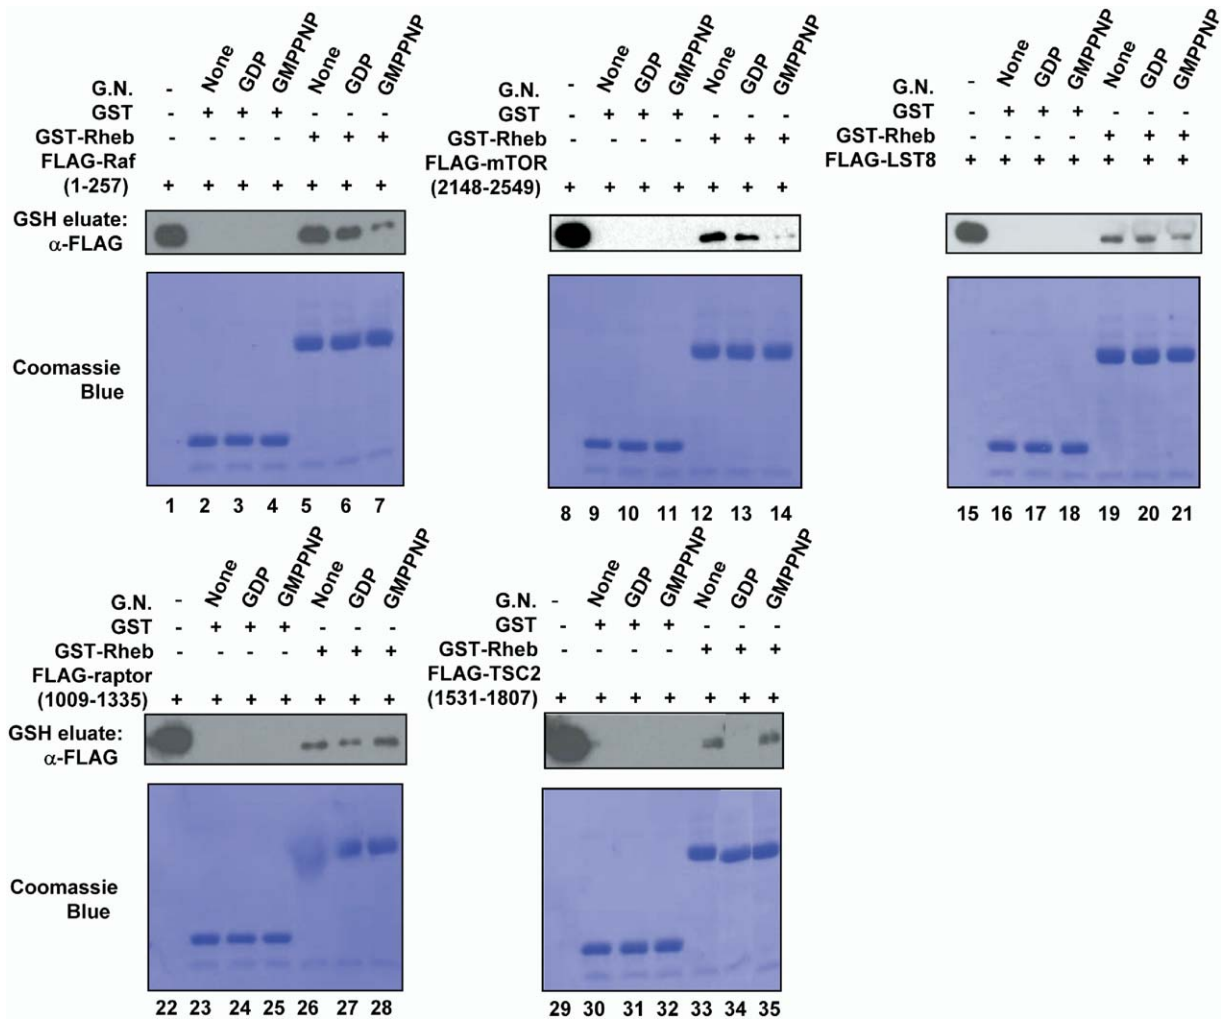 None GDP GMPPNP None GDP GMPPNP
G.N. -
GST - + + + - - -
GST-Rheb - - - - + + +
FLAG-Raf
(1-257) + + + + + + +
GSH eluate:
α-FLAG
Coomassie
Blue
1 2 3 4 5 6 7
None GDP GMPPNP None GDP GMPPNP
G.N. -
GST - + + + - - -
GST-Rheb - - - - + + +
FLAG-mTOR
(2148-2549) + + + + + + +
8 9 10 11 12 13 14
None GDP GMPPNP None GDP GMPPNP
G.N. -
GST - + + + - - -
GST-Rheb - - - - + + +
FLAG-LST8 + + + + + + +
15 16 17 18 19 20 21
None GDP GMPPNP None GDP GMPPNP
G.N. -
GST - + + + - - -
GST-Rheb - - - - + + +
FLAG-raptor
(1009-1335) + + + + + + +
GSH eluate:
α-FLAG
Coomassie
Blue
22 23 24 25 26 27 28
None GDP GMPPNP None GDP GMPPNP
G.N. -
GST - + + + - - -
GST-Rheb - - - - + + +
FLAG-TSC2
(1531-1807) + + + + + + +
29 30 31 32 33 34 35